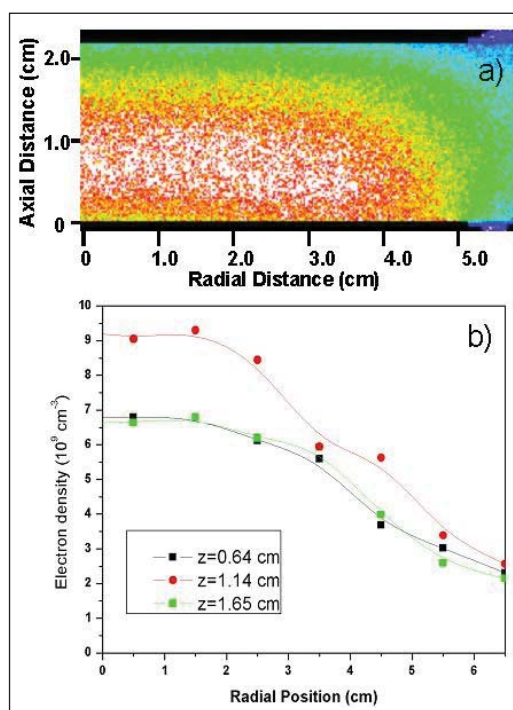 a)
2.0
1.0
0
Axial Distance (cm)
0 1.0 2.0 3.0 4.0 5.0
Radial Distance (cm)
b)
10
9
8
7
6
5
4
3
2
1
0
Electron density (10⁹ cm⁻³)
z=0.64 cm
z=1.14 cm
z=1.65 cm
0 1 2 3 4 5 6
Radial Position (cm)